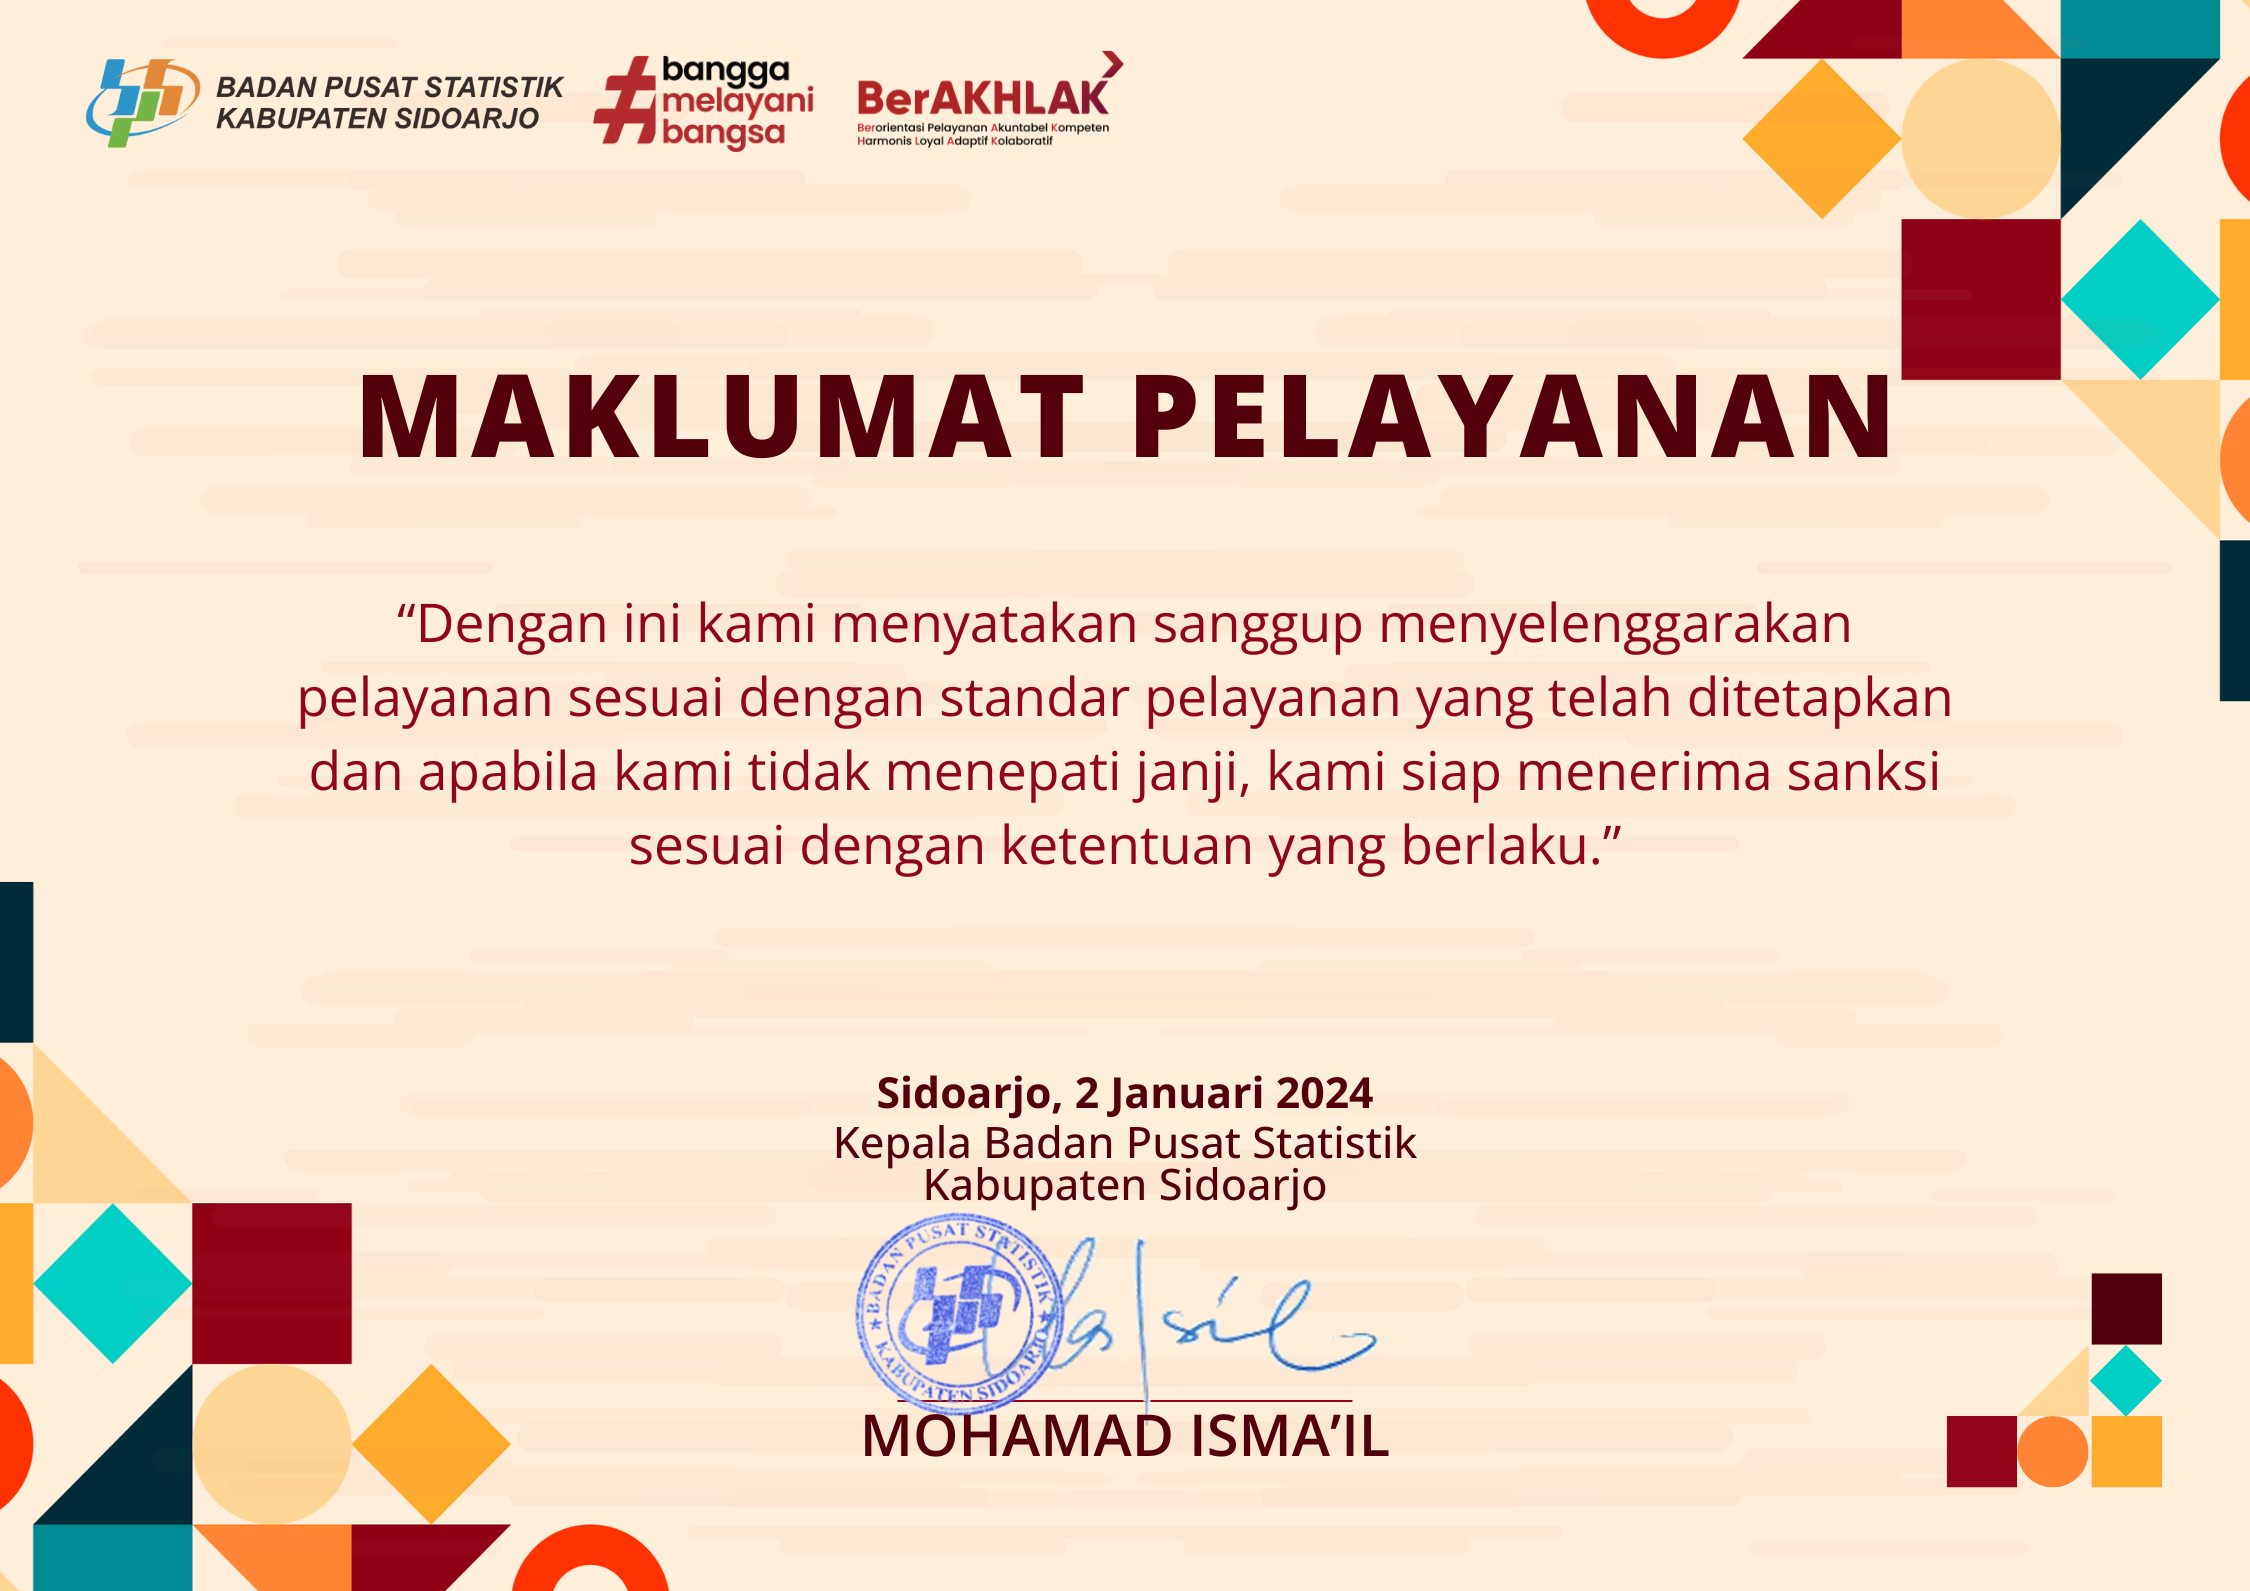 BADAN PUSAT STATISTIK
KABUPATEN SIDOARJO
#bangga
melayani
bangsa
BerAKHLAK
Berorientasi Pelayanan Akuntabel Kompeten
Harmonis Loyal Adaptif Kolaboratif
MAKLUMAT PELAYANAN
“Dengan ini kami menyatakan sanggup menyelenggarakan
pelayanan sesuai dengan standar pelayanan yang telah ditetapkan
dan apabila kami tidak menepati janji, kami siap menerima sanksi
sesuai dengan ketentuan yang berlaku.”
Sidoarjo, 2 Januari 2024
Kepala Badan Pusat Statistik
Kabupaten Sidoarjo
BADAN PUSAT STATISTIK
KABUPATEN SIDOARJO
MOHAMAD ISMA’IL